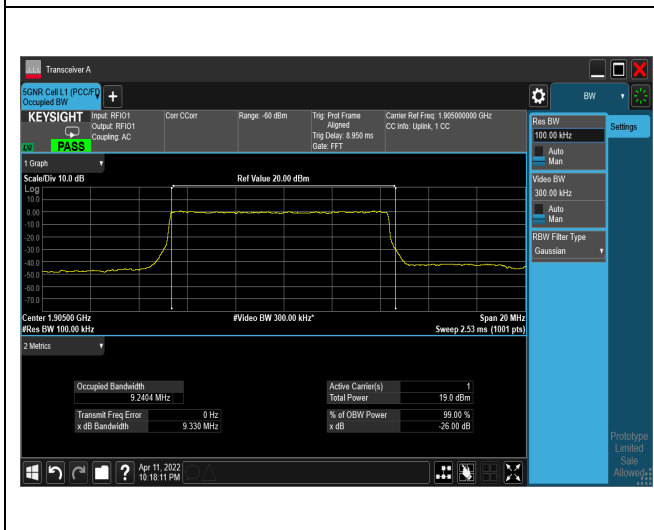 Transceiver A
5GNR Cell L1 (PCC/FD
Occupied BW
BW
KEYSIGHT
LW PASS
Input: RFIO1
Output: RFIO1
Coupling: AC
Corr CCorr
Range: -60 dBm
Trig: Prot Frame
Aligned
Trig Delay: 8.950 ms
Gate: FFT
Carrier Ref Freq: 1.905000000 GHz
CC Info: Uplink, 1 CC
Res BW
100.00 kHz
Auto
Man
Settings
Video BW
300.00 kHz
Auto
Man
RBW Filter Type
Gaussian
1 Graph
Scale/Div 10.0 dB
Ref Value 20.00 dBm
Log
10.0
0.00
-10.0
-20.0
-30.0
-40.0
-50.0
-60.0
-70.0
Center 1.90500 GHz
#Video BW 300.00 kHz*
Span 20 MHz
#Res BW 100.00 kHz
Sweep 2.53 ms (1001 pts)
2 Metrics
Occupied Bandwidth
9.2404 MHz
Active Carrier(s) 1
Total Power 19.0 dBm
Transmit Freq Error 0 Hz
x dB Bandwidth 9.330 MHz
% of OBW Power 99.00 %
x dB -26.00 dB
Prototype
Limited
Sale
Allowed
?
Apr 11, 2022
10:18:11 PM